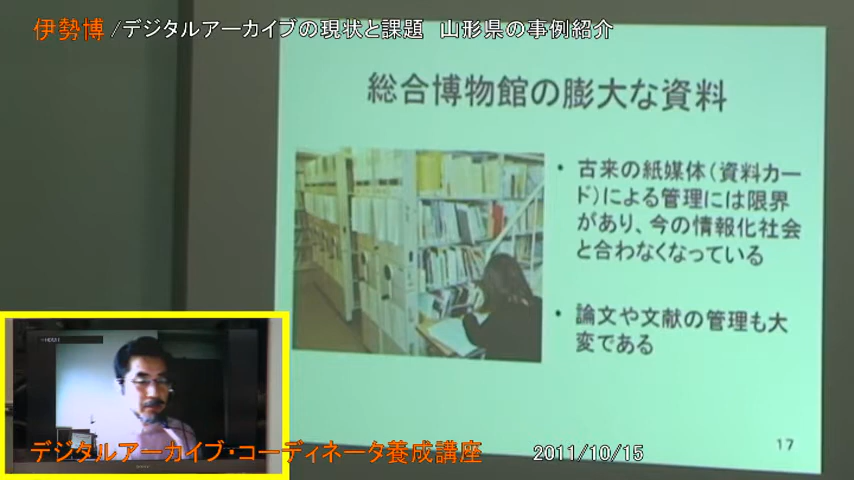 伊勢博/デジタルアーカイブの現状と課題　山形県の事例紹介
総合博物館の膨大な資料
• 古来の紙媒体(資料カー
ド)による管理には限界
があり、今の情報化社会
と合わなくなっている
• 論文や文献の管理も大
変である
17
デジタルアーカイブ・コーディネータ養成講座　2011/10/15